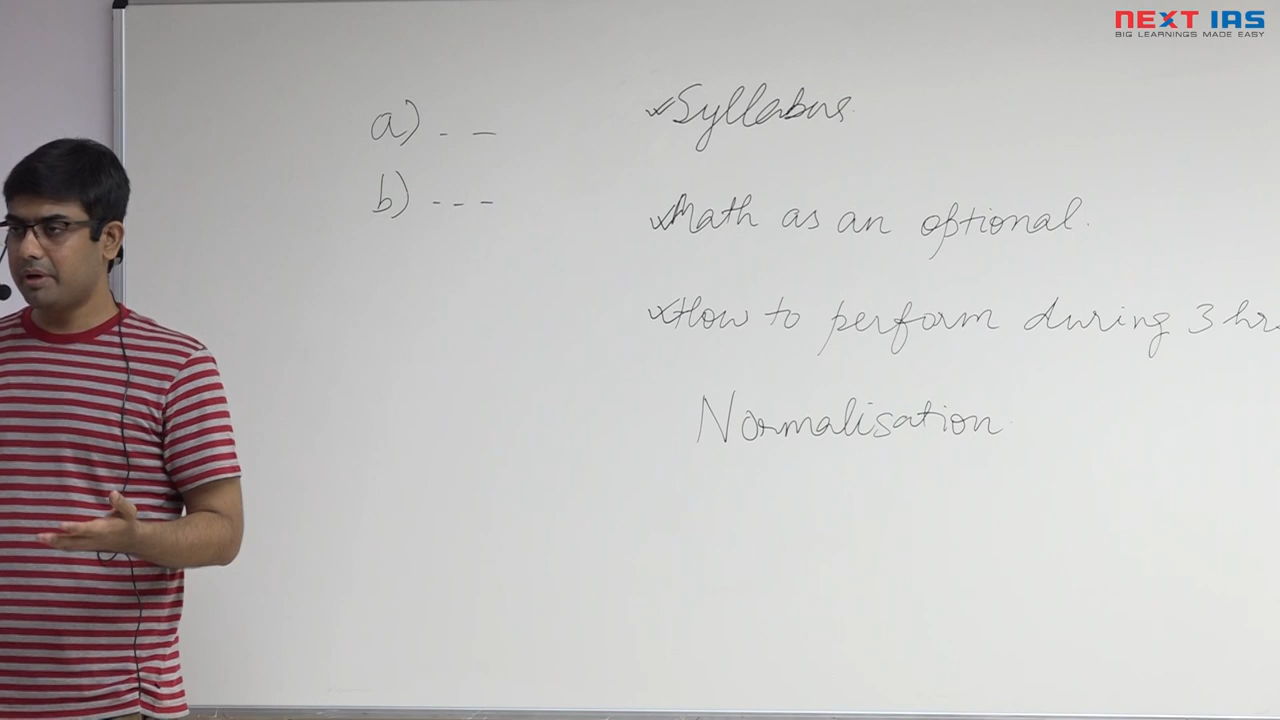 NEXT IAS
BIG LEARNINGS MADE EASY
a) - -
b) - - -
Syllabus
Math as an optional.
How to perform during 3 hr
Normalisation